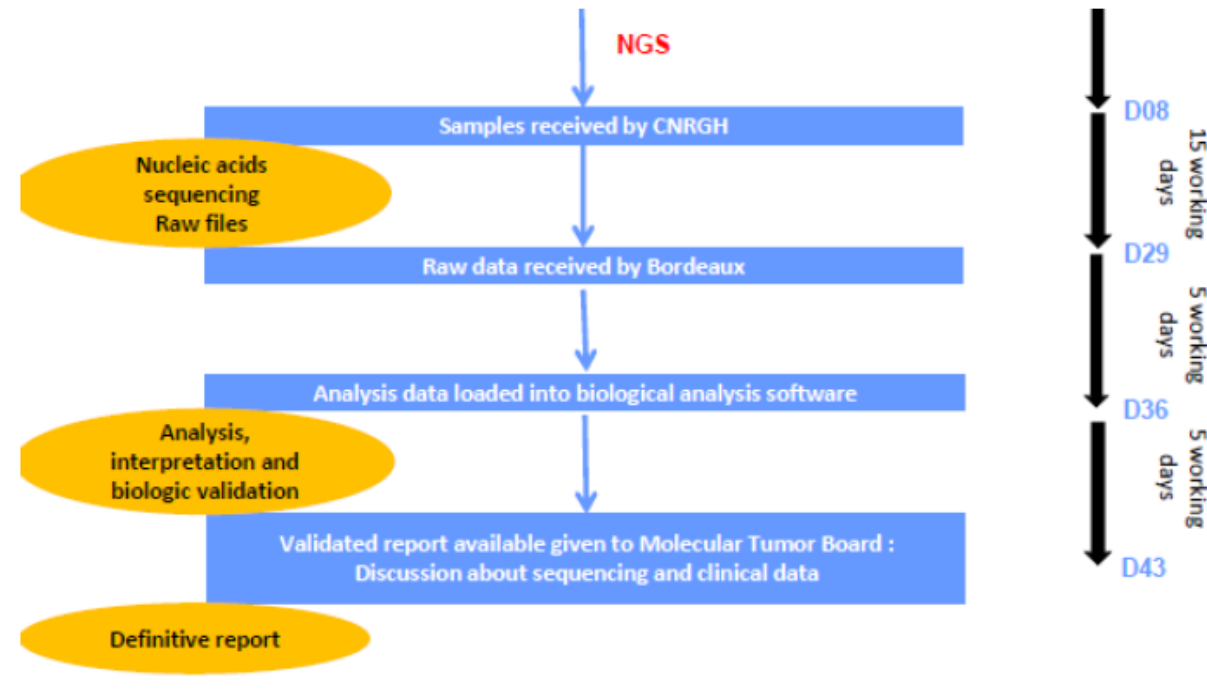 NGS
Samples received by CNRGH
D08
Nucleic acids
sequencing
Raw files
15 working
days
Raw data received by Bordeaux
D29
5 working
days
Analysis data loaded into biological analysis software
D36
Analysis,
interpretation and
biologic validation
5 working
days
Validated report available given to Molecular Tumor Board :
Discussion about sequencing and clinical data
D43
Definitive report